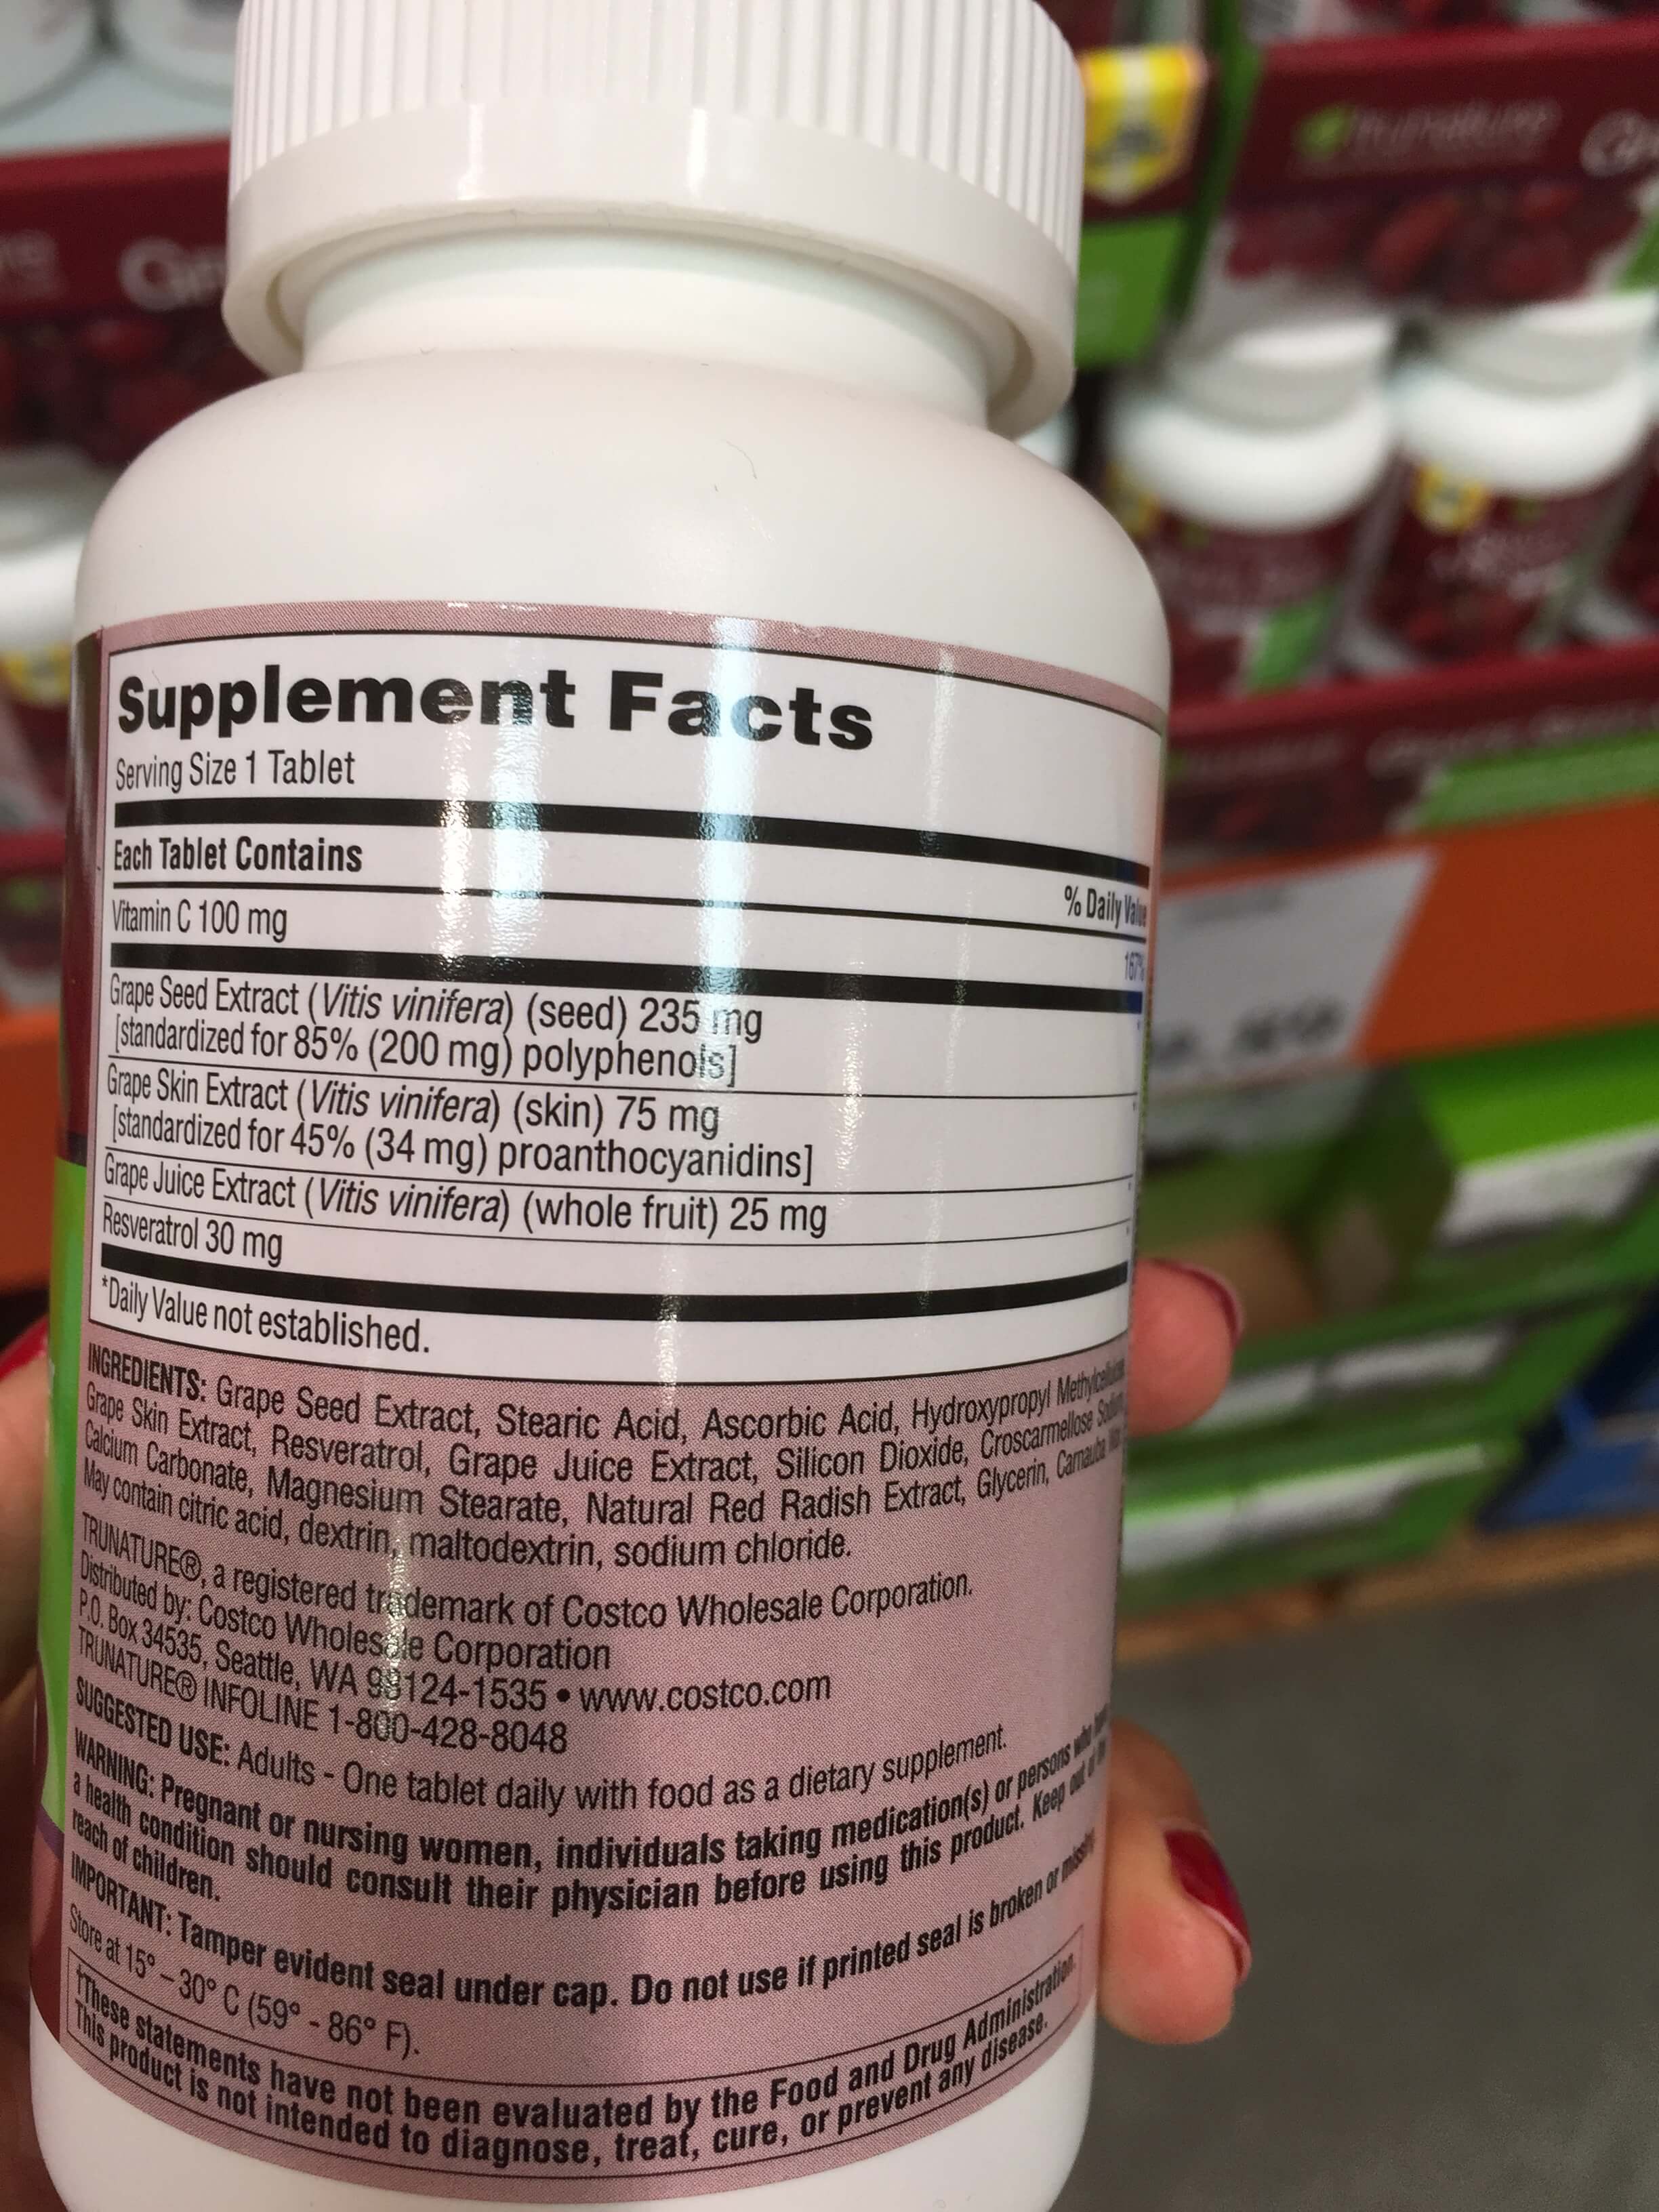 Supplement Facts
Serving Size 1 Tablet
Each Tablet Contains
% Daily Value
Vitamin C 100 mg
167%
Grape Seed Extract (Vitis vinifera) (seed) 235 mg
*
[standardized for 85% (200 mg) polyphenols]
Grape Skin Extract (Vitis vinifera) (skin) 75 mg
*
[standardized for 45% (34 mg) proanthocyanidins]
Grape Juice Extract (Vitis vinifera) (whole fruit) 25 mg
*
Resveratrol 30 mg
*
*Daily Value not established.
INGREDIENTS: Grape Seed Extract, Stearic Acid, Ascorbic Acid, Hydroxypropyl Methylcellulose
Grape Skin Extract, Resveratrol, Grape Juice Extract, Silicon Dioxide, Croscarmellose Sodium
Calcium Carbonate, Magnesium Stearate, Natural Red Radish Extract, Glycerin, Carnauba Wax
May contain citric acid, dextrin, maltodextrin, sodium chloride.
TRUNATURE®, a registered trademark of Costco Wholesale Corporation.
Distributed by: Costco Wholesale Corporation
P.O. Box 34535, Seattle, WA 98124-1535 • www.costco.com
TRUNATURE® INFOLINE 1-800-428-8048
SUGGESTED USE: Adults - One tablet daily with food as a dietary supplement.
WARNING: Pregnant or nursing women, individuals taking medication(s) or persons who have
a health condition should consult their physician before using this product. Keep out of the
reach of children.
IMPORTANT: Tamper evident seal under cap. Do not use if printed seal is broken or missing.
Store at 15° – 30° C (59° - 86° F).
†These statements have not been evaluated by the Food and Drug Administration.
This product is not intended to diagnose, treat, cure, or prevent any disease.
trunature